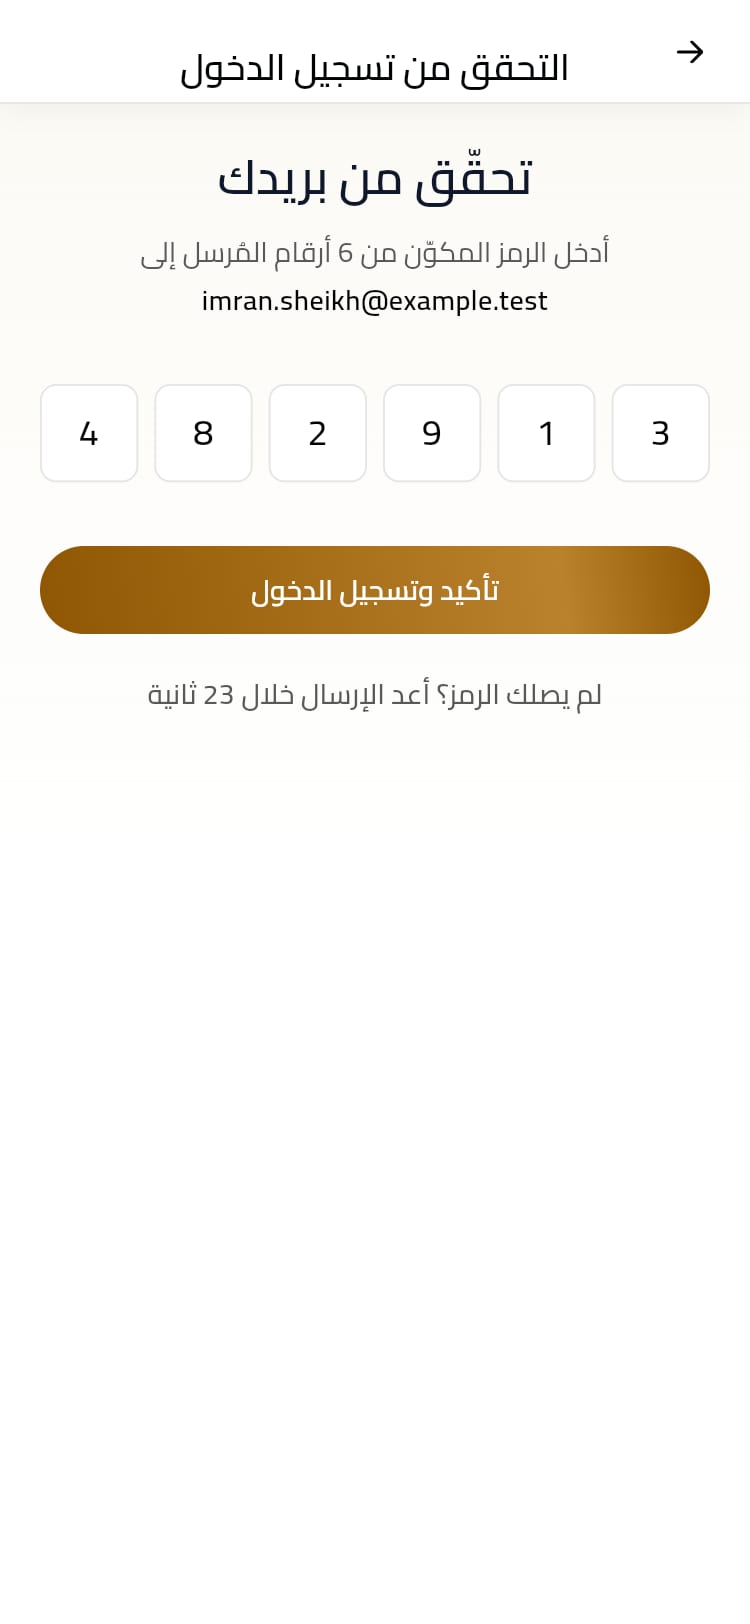 التحقق من تسجيل الدخول
تحقّق من بريدك
أدخل الرمز المكوّن من 6 أرقام المُرسل إلى
imran.sheikh@example.test
4 8 2 9 1 3
تأكيد وتسجيل الدخول
لم يصلك الرمز؟ أعد الإرسال خلال 23 ثانية